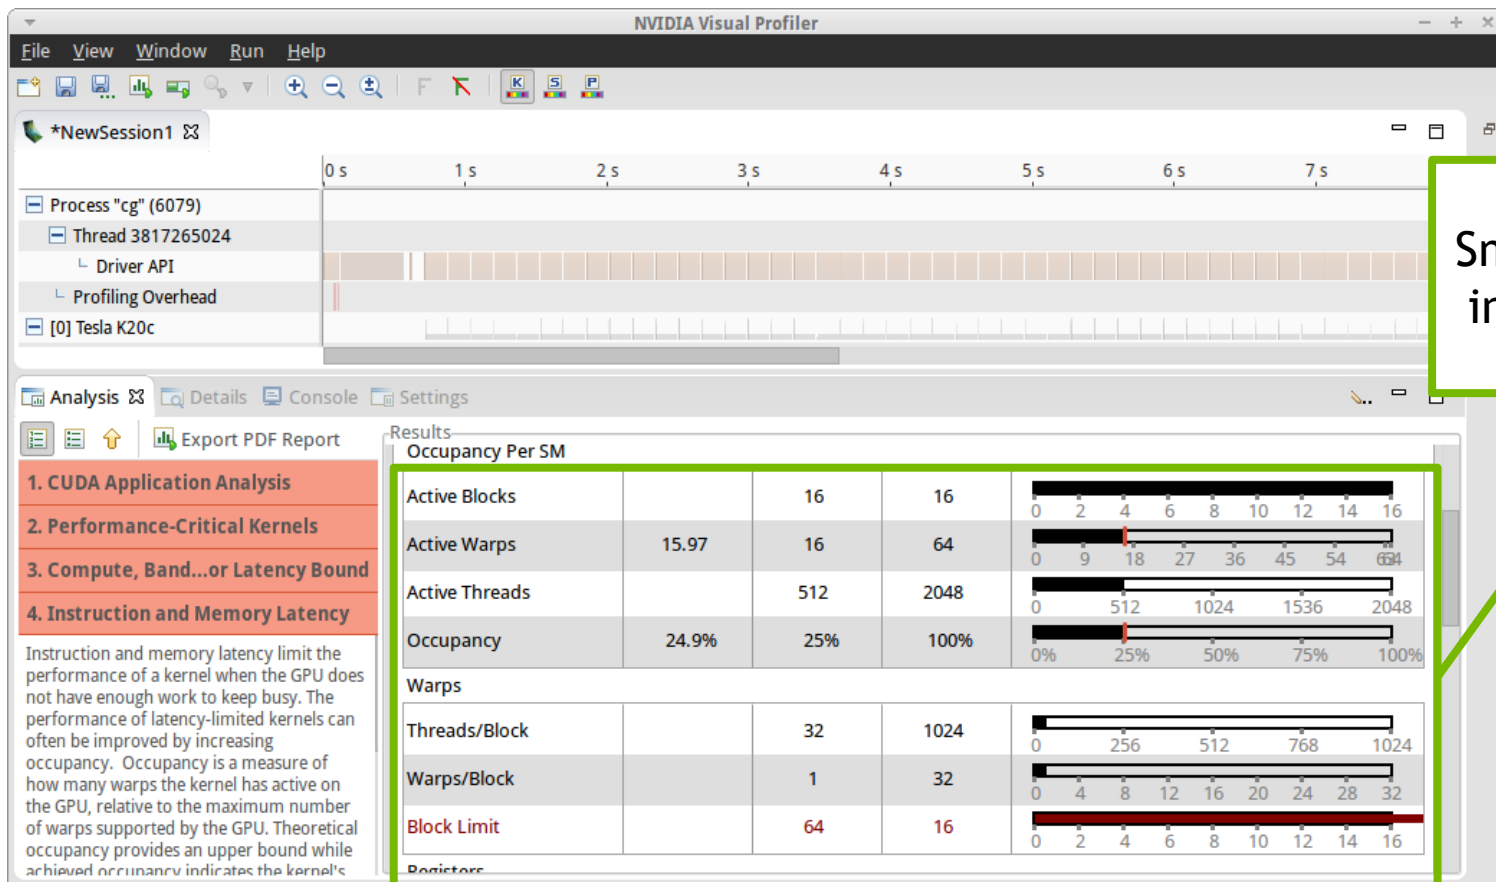 NVIDIA Visual Profiler
File View Window Run Help
F K S P
*NewSession1
0 s 1 s 2 s 3 s 4 s 5 s 6 s 7 s
Process "cg" (6079)
Thread 3817265024
Driver API
Profiling Overhead
[0] Tesla K20c
Analysis Details Console Settings
Export PDF Report
Results
1. CUDA Application Analysis
2. Performance-Critical Kernels
3. Compute, Band...or Latency Bound
4. Instruction and Memory Latency
Instruction and memory latency limit the
performance of a kernel when the GPU does
not have enough work to keep busy. The
performance of latency-limited kernels can
often be improved by increasing
occupancy. Occupancy is a measure of
how many warps the kernel has active on
the GPU, relative to the maximum number
of warps supported by the GPU. Theoretical
occupancy provides an upper bound while
achieved occupancy indicates the kernel's
Occupancy Per SM
Active Blocks 16 16
0 2 4 6 8 10 12 14 16
Active Warps 15.97 16 64
0 9 18 27 36 45 54
Active Threads 512 2048
0 512 1024 1536 2048
Occupancy 24.9% 25% 100%
0% 25% 50% 75% 100%
Warps
Threads/Block 32 1024
0 256 512 768 1024
Warps/Block 1 32
0 4 8 12 16 20 24 28 32
Block Limit 64 16
0 2 4 6 8 10 12 14 16
Registers